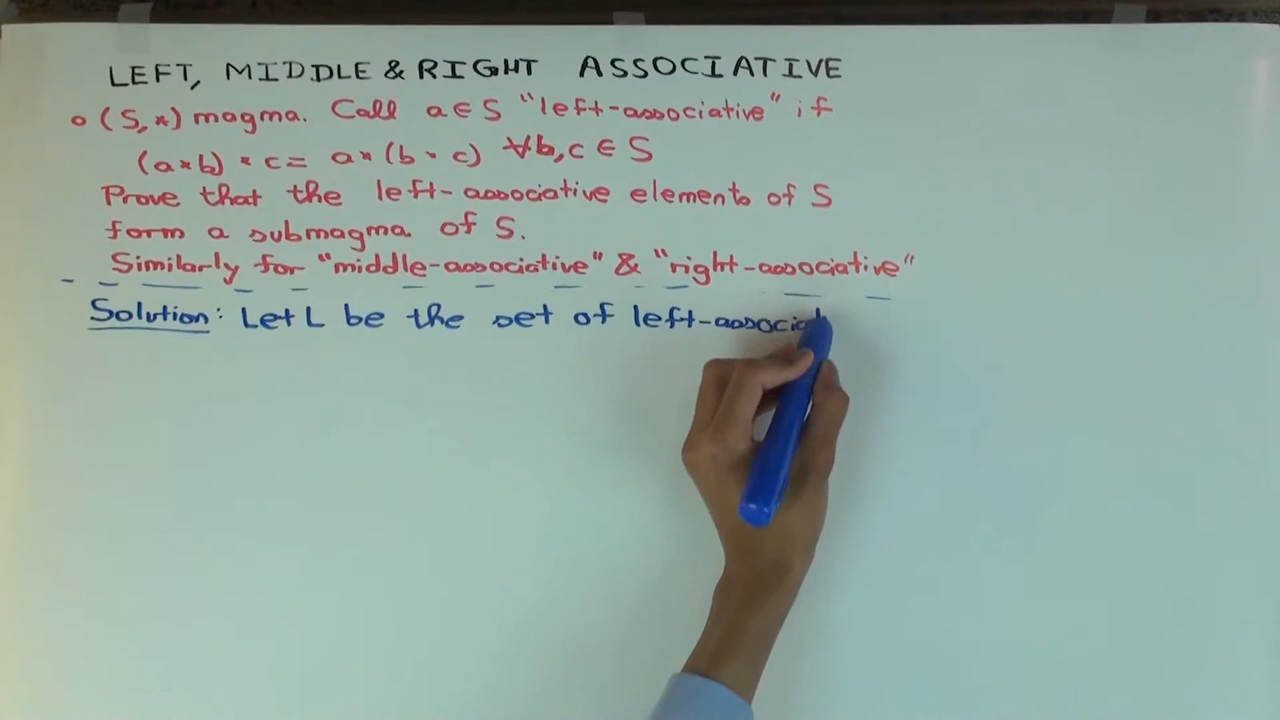 LEFT, MIDDLE & RIGHT ASSOCIATIVE
(S,*) magma. Call a ∈ S "left-associative" if
(a*b) * c = a*(b * c) ∀b,c ∈ S
Prove that the left-associative elements of S
form a submagma of S.
Similarly for "middle-associative" & "right-associative"
Solution: Let L be the set of left-associat